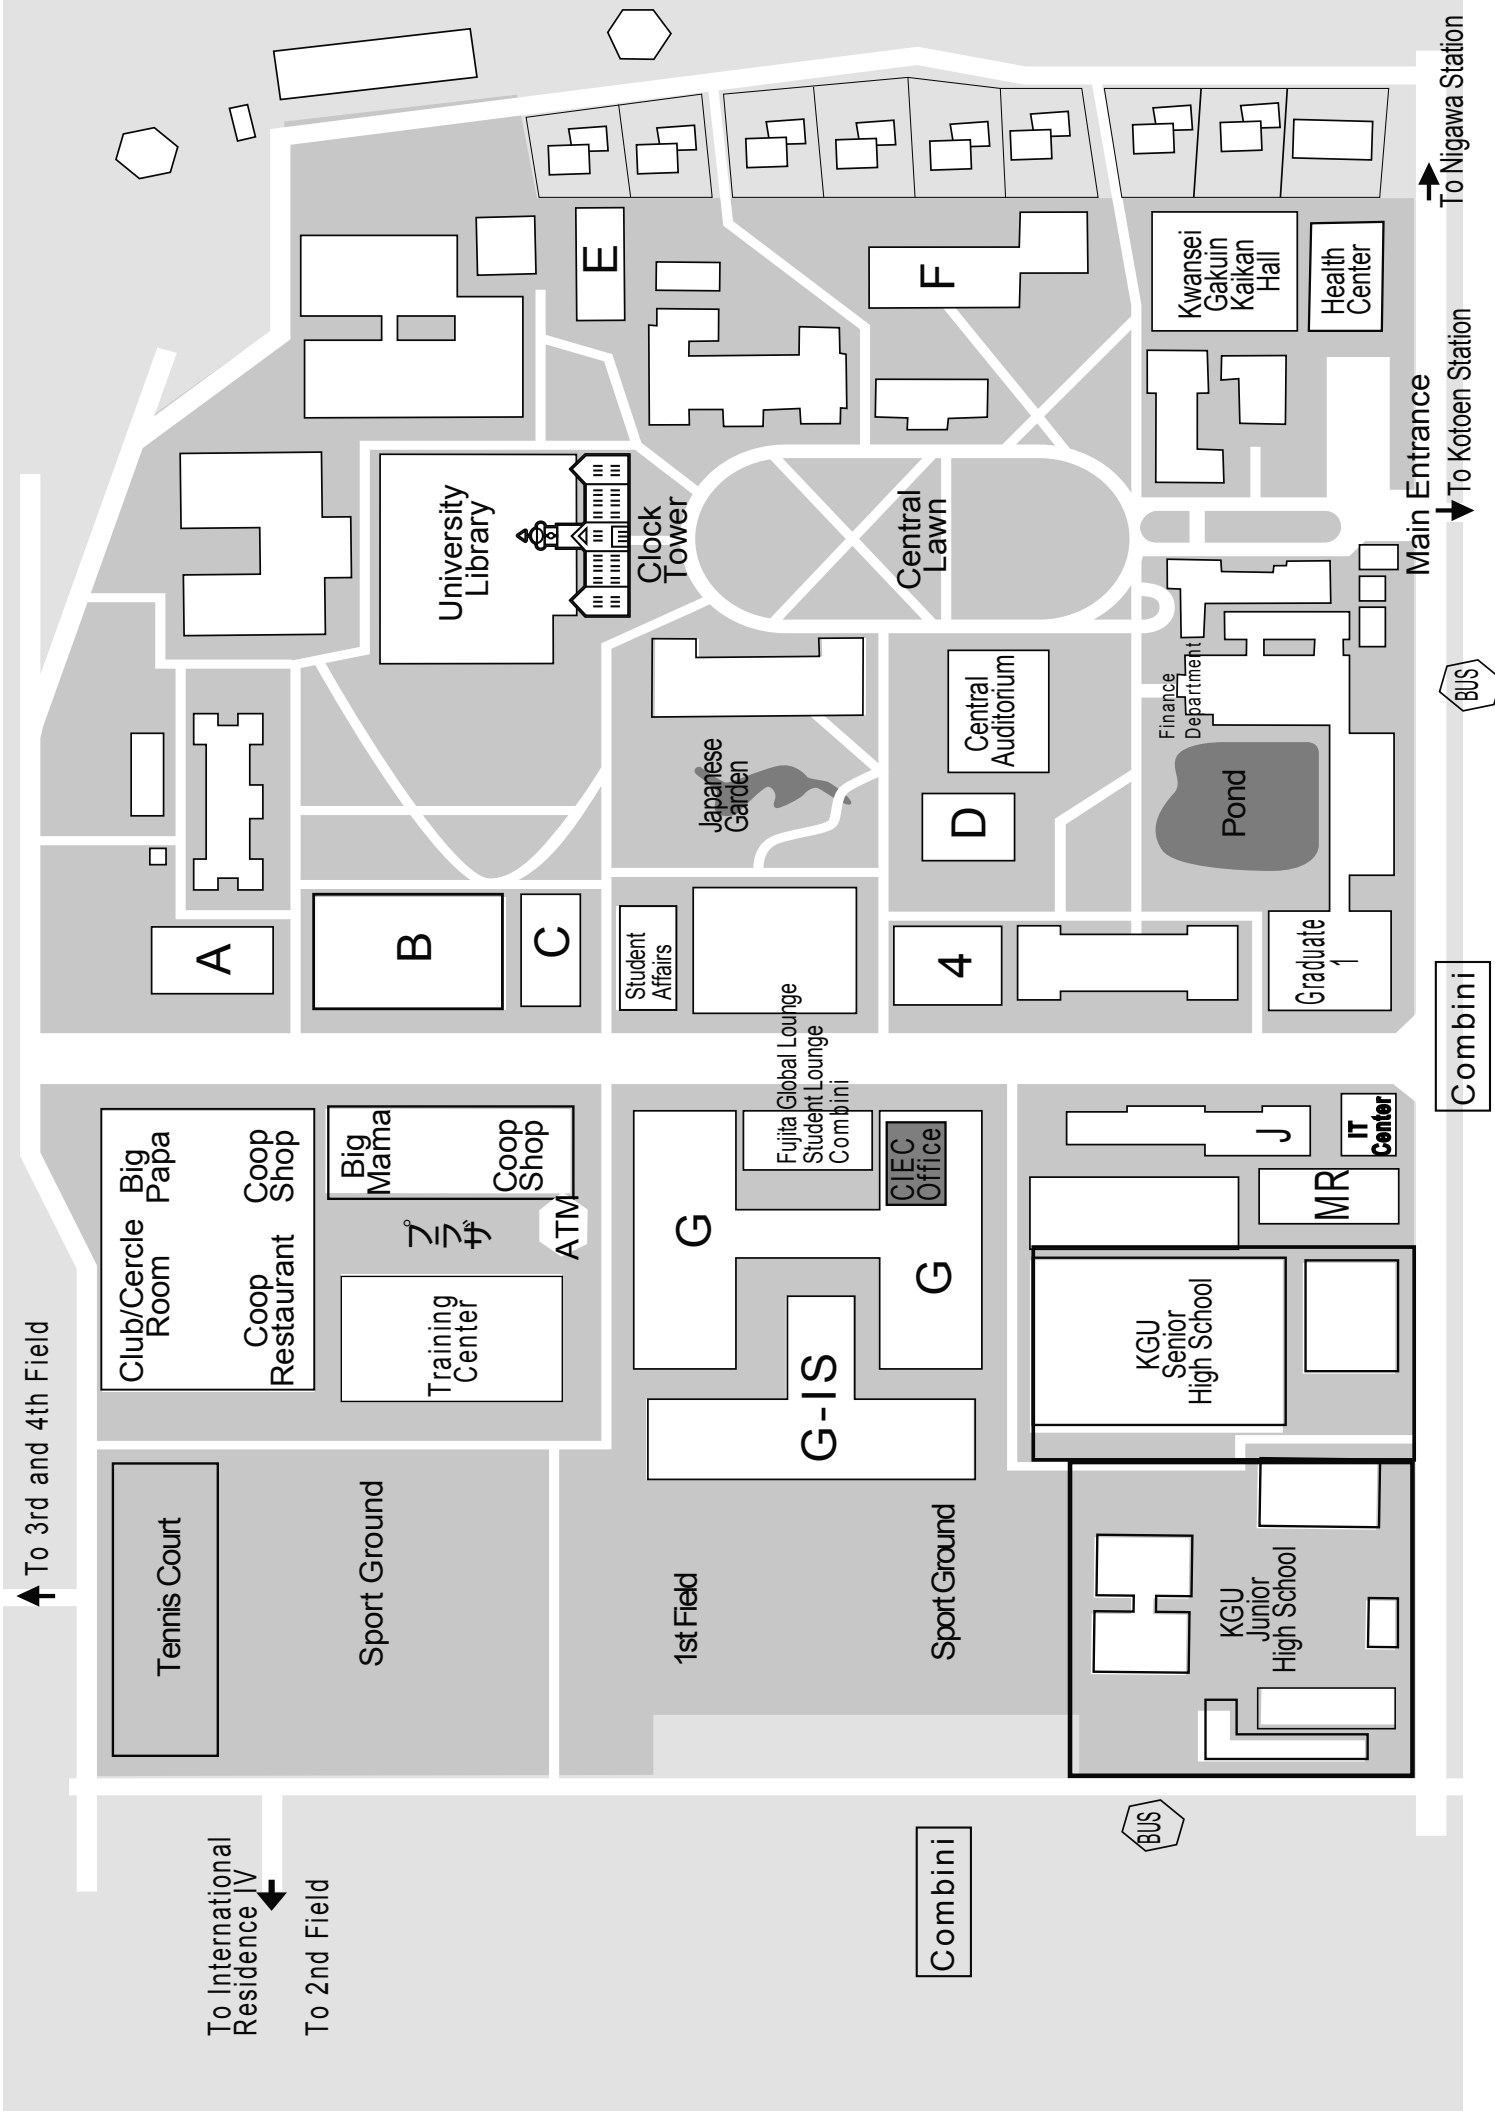 To 3rd and 4th Field
To International
Residence IV
To 2nd Field
Tennis Court
Sport Ground
Club/Cercle
Room
Big
Papa
Coop
Restaurant
Coop
Shop
Big
Mama
Coop
Shop
プラザ
ATM
Training
Center
A
B
C
University
Library
Clock
Tower
E
1st Field
Sport Ground
G
G-IS
G
Fujita Global Lounge
Student Lounge
Combini
CIEC
Office
Student
Affairs
Japanese
Garden
4
D
Central
Auditorium
Central
Lawn
F
Combini
BUS
KGU
Junior
High School
KGU
Senior
High School
J
MR
IT
Center
Graduate
1
Pond
Finance
Department
Kwansei
Gakuin
Kaikan
Hall
Health
Center
Main Entrance
To Kotoen Station
To Nigawa Station
Combini
BUS